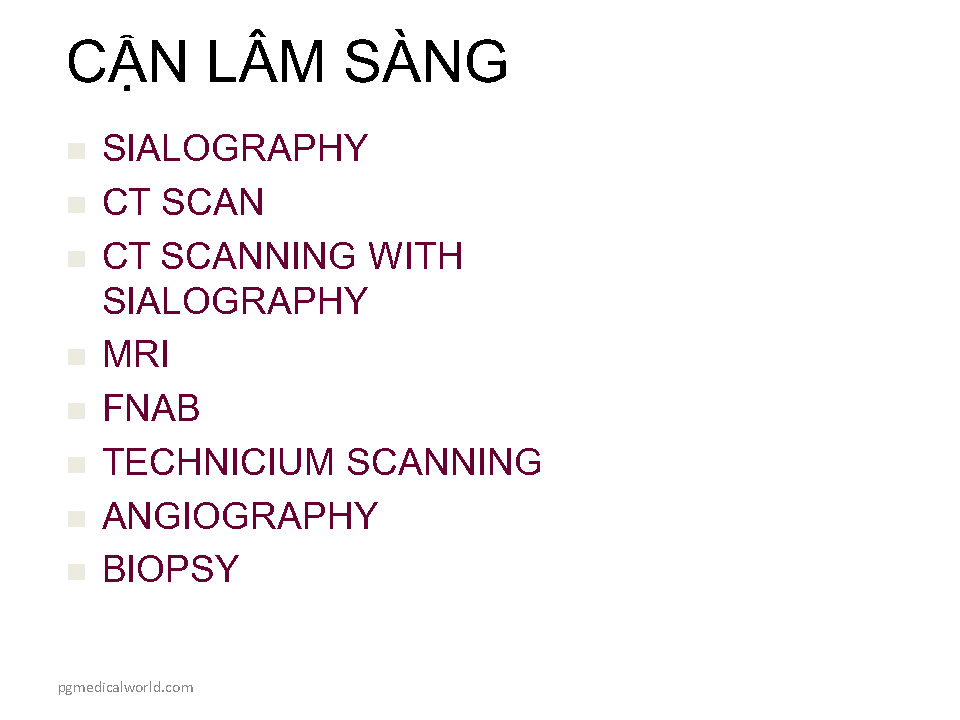 CẬN LÂM SÀNG
SIALOGRAPHY
CT SCAN
CT SCANNING WITH
SIALOGRAPHY
MRI
FNAB
TECHNICIUM SCANNING
ANGIOGRAPHY
BIOPSY
pgmedicalworld.com